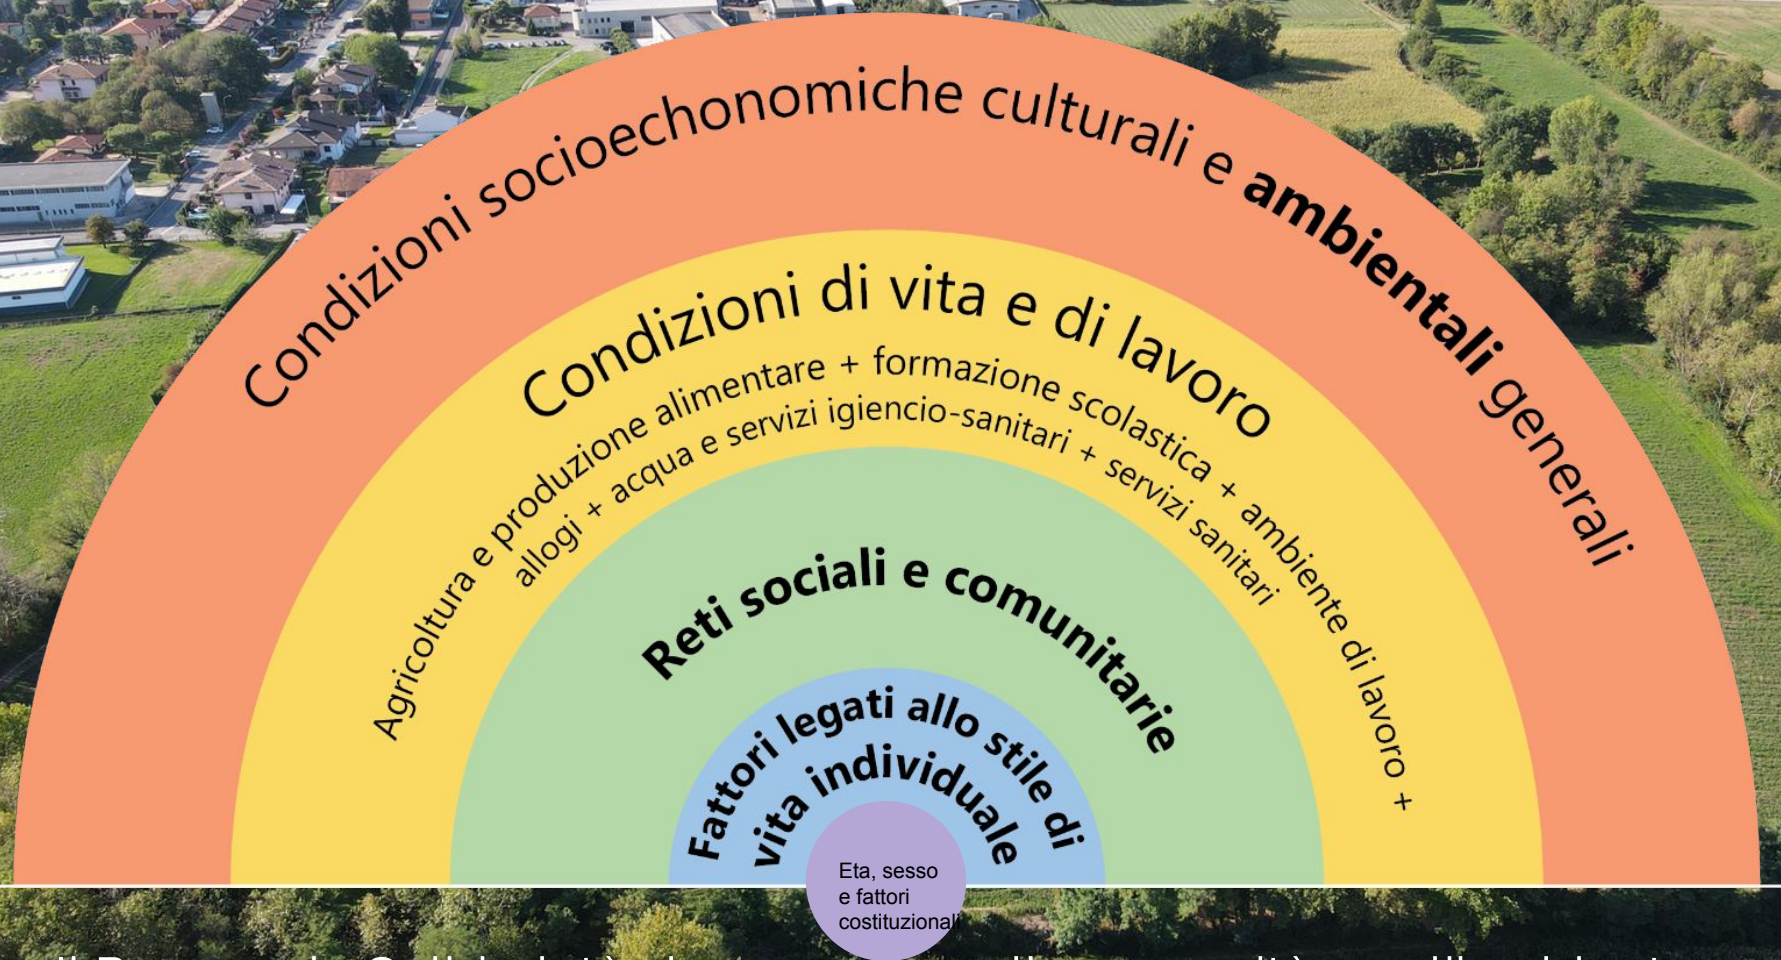 Condizioni socioechonomiche culturali e ambientali generali
Condizioni di vita e di lavoro
Agricoltura e produzione alimentare + formazione scolastica + ambiente di lavoro +
allogi + acqua e servizi igiencio-sanitari + servizi sanitari
Reti sociali e comunitarie
Fattori legati allo stile di
vita individuale
Eta, sesso
e fattori
costituzionali